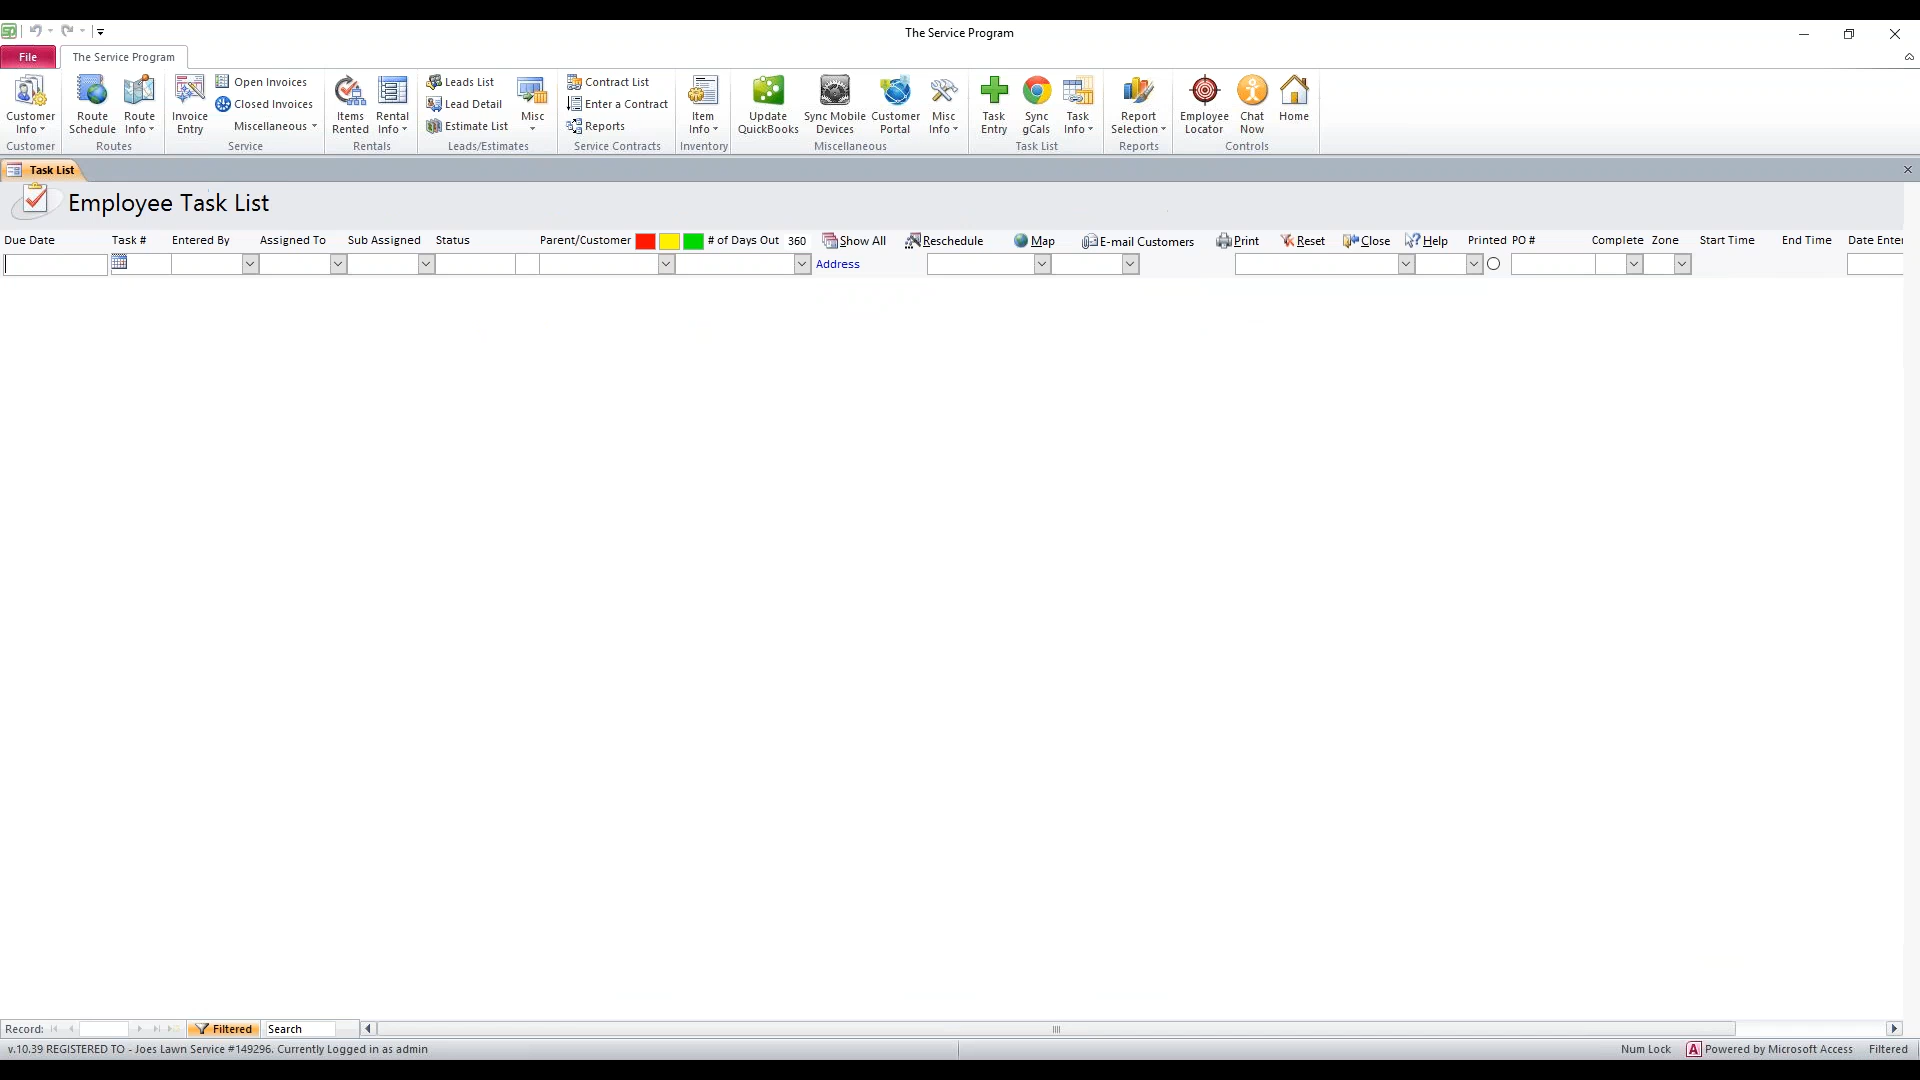 The Service Program
File The Service Program
Customer Info Route Schedule Route Info Invoice Entry Open Invoices Closed Invoices Miscellaneous Items Rented Rental Info Leads List Lead Detail Estimate List Misc Contract List Enter a Contract Reports Item Info Update QuickBooks Sync Mobile Devices Customer Portal Misc Info Task Entry Sync gCals Task Info Report Selection Employee Locator Chat Now Home
Customer Routes Service Rentals Leads/Estimates Service Contracts Inventory Miscellaneous Task List Reports Controls
Task List
Employee Task List
Due Date Task # Entered By Assigned To Sub Assigned Status Parent/Customer # of Days Out 360 Show All Reschedule Map E-mail Customers Print Reset Close Help Printed PO # Complete Zone Start Time End Time Date Enter
Address
Record: Filtered Search
v.10.39 REGISTERED TO - Joes Lawn Service #149296. Currently Logged in as admin Num Lock Powered by Microsoft Access Filtered